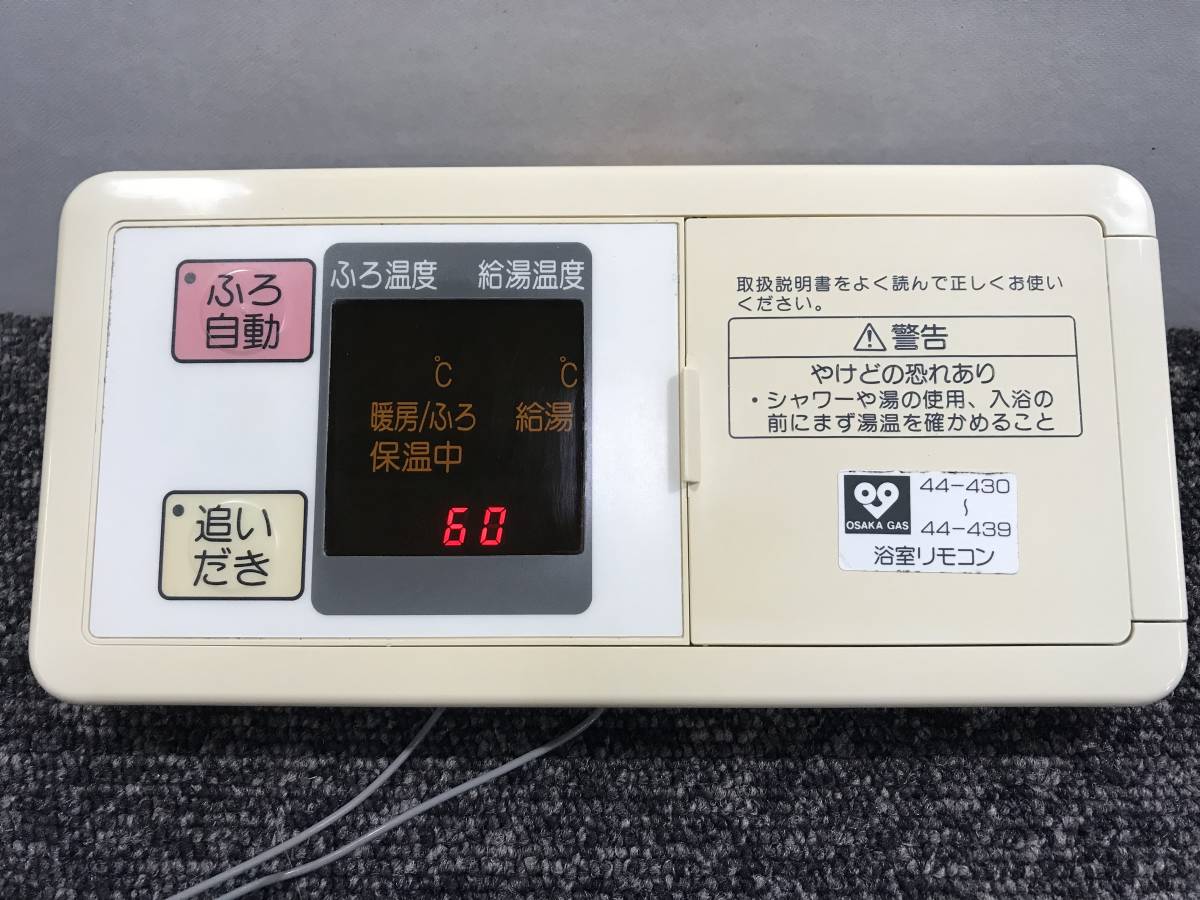 ふろ
自動
追い
だき
ふろ温度 給湯温度
℃ ℃
暖房/ふろ 給湯
保温中
60
取扱説明書をよく読んで正しくお使い
ください。
⚠警告
やけどの恐れあり
・シャワーや湯の使用、入浴の
前にまず湯温を確かめること
OSAKA GAS
44-430
〜
44-439
浴室リモコン